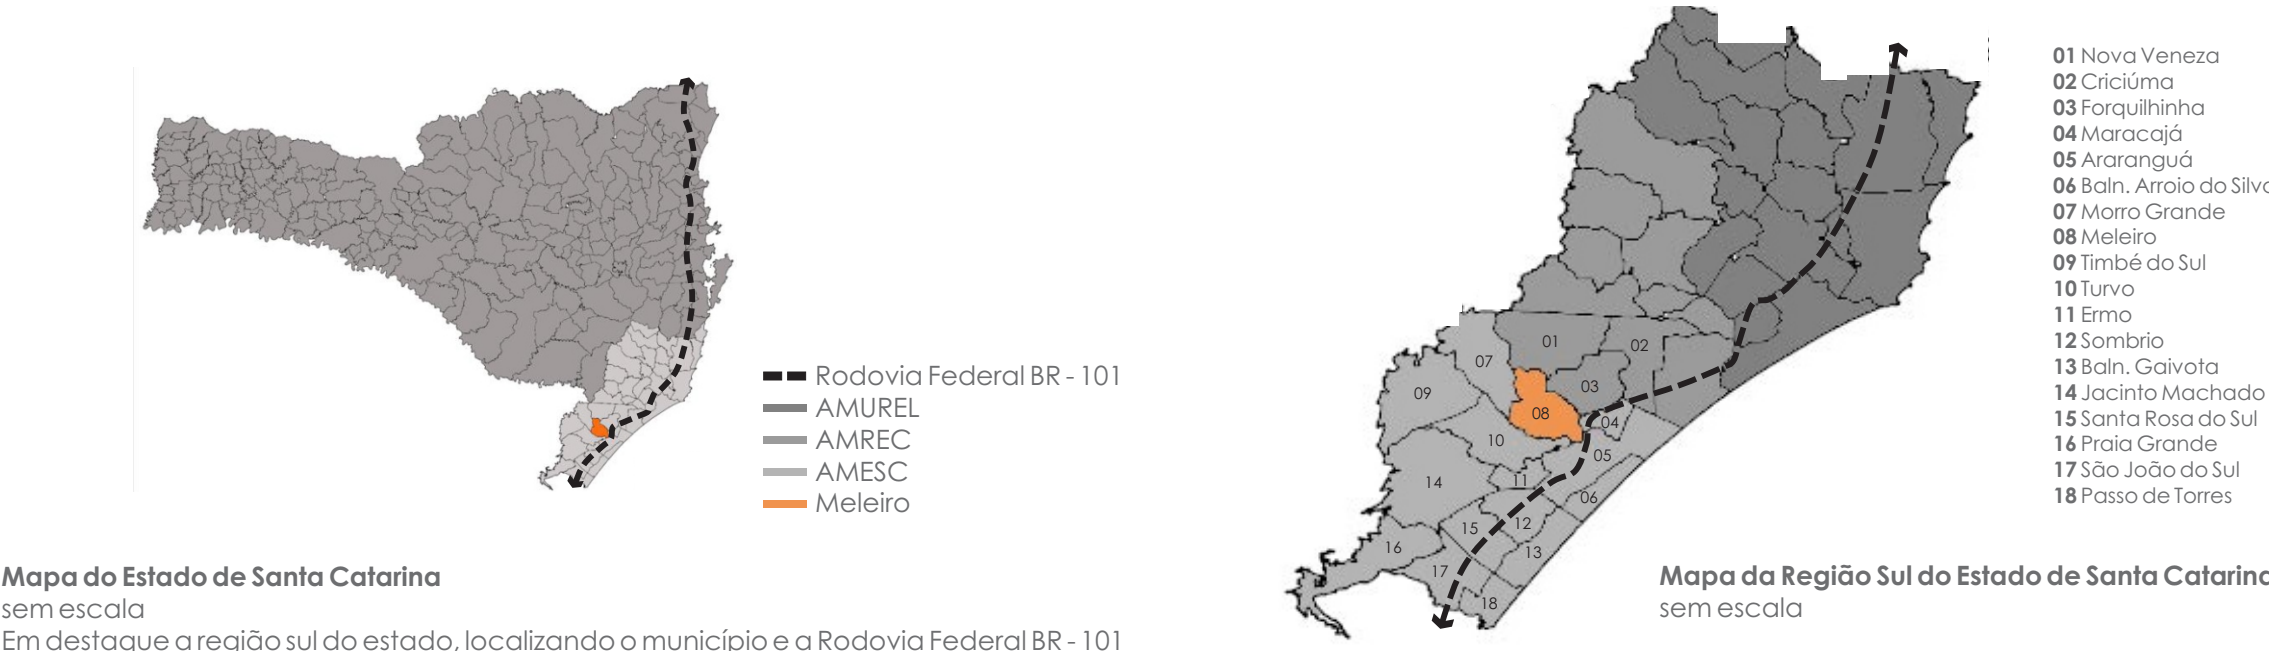 Rodovia Federal BR - 101
AMUREL
AMREC
AMESC
Meleiro
Mapa do Estado de Santa Catarina
sem escala
Em destaque a região sul do estado, localizando o município e a Rodovia Federal BR - 101
01
02
07
03
09
08
04
10
05
14
11
06
15
12
16
13
17
18
01 Nova Veneza
02 Criciúma
03 Forquilhinha
04 Maracajá
05 Araranguá
06 Baln. Arroio do Silva
07 Morro Grande
08 Meleiro
09 Timbé do Sul
10 Turvo
11 Ermo
12 Sombrio
13 Baln. Gaivota
14 Jacinto Machado
15 Santa Rosa do Sul
16 Praia Grande
17 São João do Sul
18 Passo de Torres
Mapa da Região Sul do Estado de Santa Catarina
sem escala